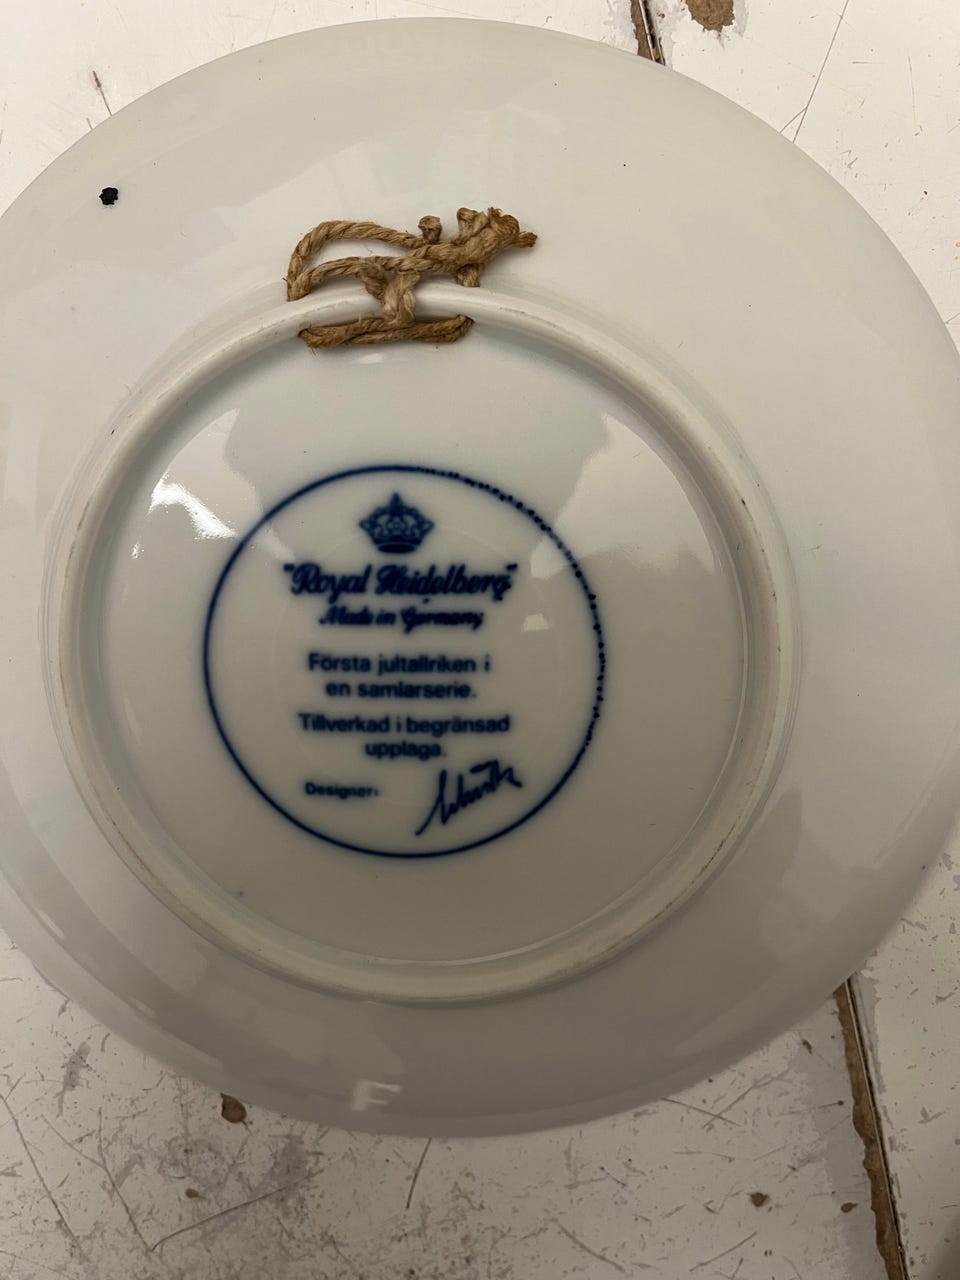 "Royal Heidelberg"
Made in Germany
Första jultallriken i
en samlarserie.
Tillverkad i begränsad
upplaga.
Designer: